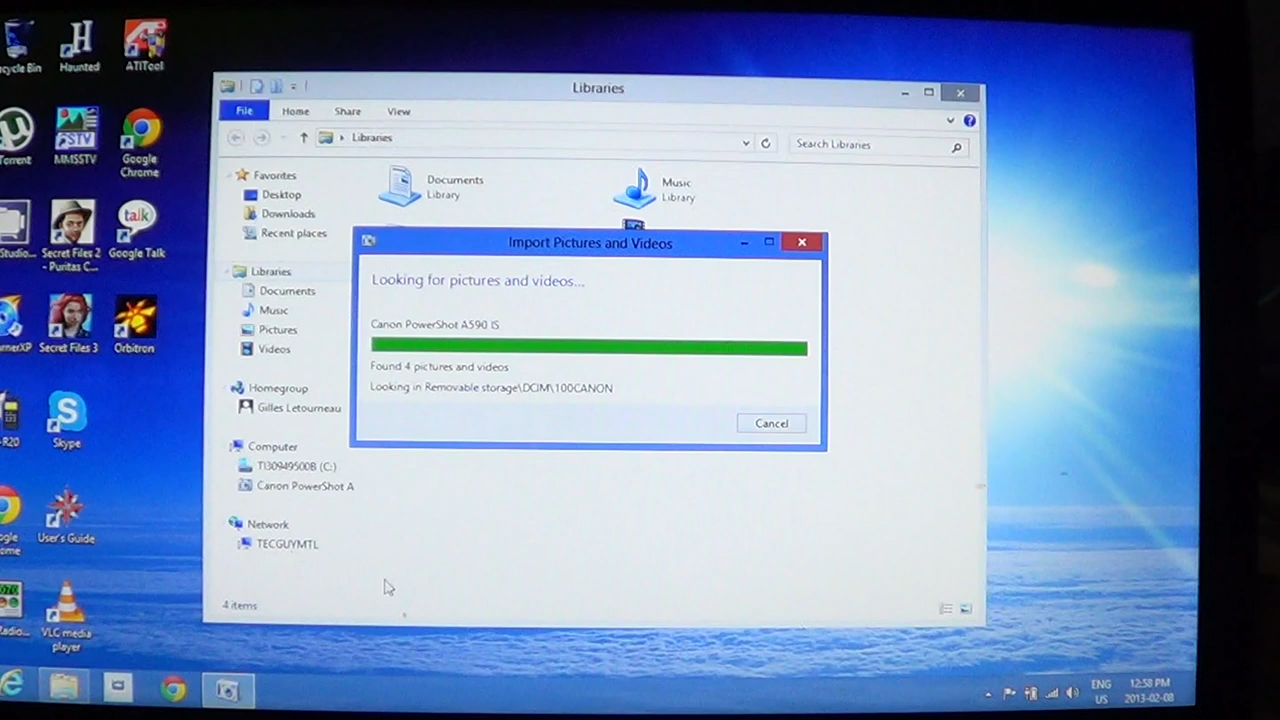 cycle Bin
Haunted
ATITool
Torrent
MMSSTV
Google
Chrome
Studio...
Secret Files 2
- Puritas C...
talk
Google Talk
Secret Files 3
Orbitron
Skype
User's Guide
VLC media
player
Libraries
File
Home
Share
View
Libraries
Search Libraries
Favorites
Desktop
Downloads
Recent places
Libraries
Documents
Music
Pictures
Videos
Homegroup
Gilles Letourneau
Computer
TI30949500B (C:)
Canon PowerShot A
Network
TECGUYMTL
4 items
Documents
Library
Music
Library
Import Pictures and Videos
Looking for pictures and videos...
Canon PowerShot A590 IS
Found 4 pictures and videos
Looking in Removable storage\DCIM\100CANON
Cancel
ENG
US
12:58 PM
2013-02-08